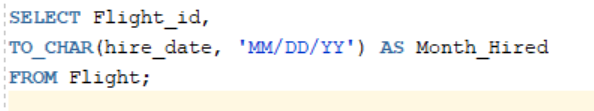 SELECT Flight_id,
TO_CHAR(hire_date, 'MM/DD/YY') AS Month_Hired
FROM Flight;